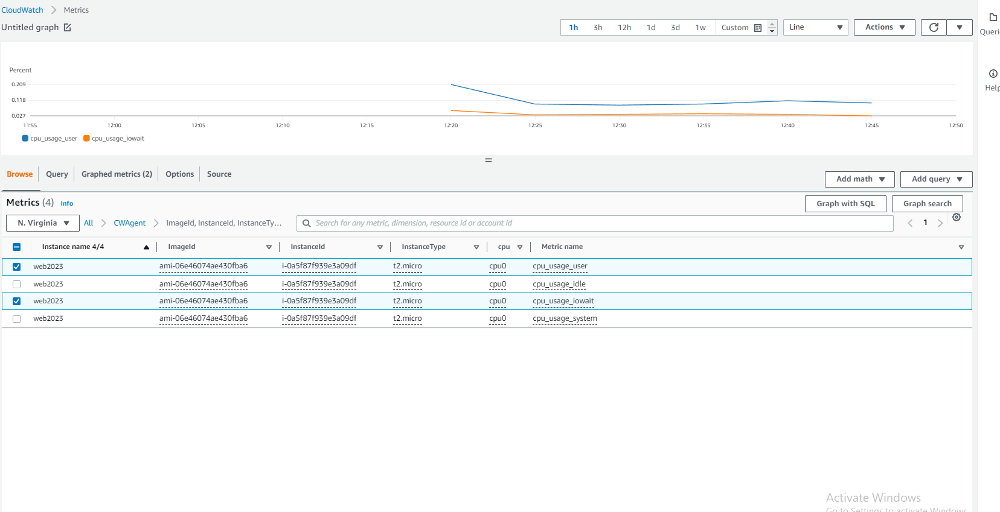 CloudWatch > Metrics
Untitled graph
1h 3h 12h 1d 3d 1w Custom Line Actions
Queri
Help
Percent
0.209
0.118
0.027
11:55 12:00 12:05 12:10 12:15 12:20 12:25 12:30 12:35 12:40 12:45 12:50
cpu_usage_user cpu_usage_iowait
Browse Query Graphed metrics (2) Options Source
Add math Add query
Metrics (4) Info
Graph with SQL Graph search
N. Virginia All > CWAgent > ImageId, InstanceId, InstanceTy... Search for any metric, dimension, resource id or account id < 1 >
Instance name 4/4 ImageId InstanceId InstanceType cpu Metric name
web2023 ami-06e46074ae430fba6 i-0a5f87f939e3a09df t2.micro cpu0 cpu_usage_user
web2023 ami-06e46074ae430fba6 i-0a5f87f939e3a09df t2.micro cpu0 cpu_usage_idle
web2023 ami-06e46074ae430fba6 i-0a5f87f939e3a09df t2.micro cpu0 cpu_usage_iowait
web2023 ami-06e46074ae430fba6 i-0a5f87f939e3a09df t2.micro cpu0 cpu_usage_system
Activate Windows
Go to Settings to activate Windows.